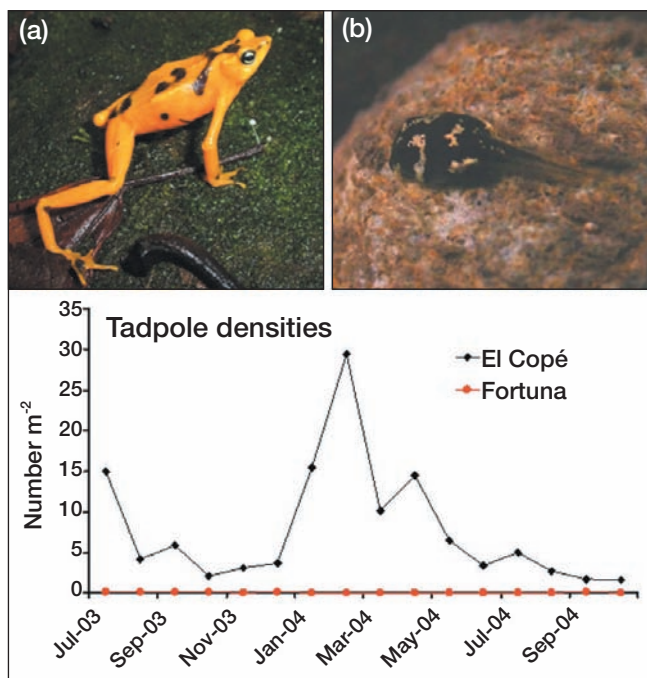 (a)
(b)
Tadpole densities
El Copé
Fortuna
Number m-2
35
30
25
20
15
10
5
0
Jul-03
Sep-03
Nov-03
Jan-04
Mar-04
May-04
Jul-04
Sep-04